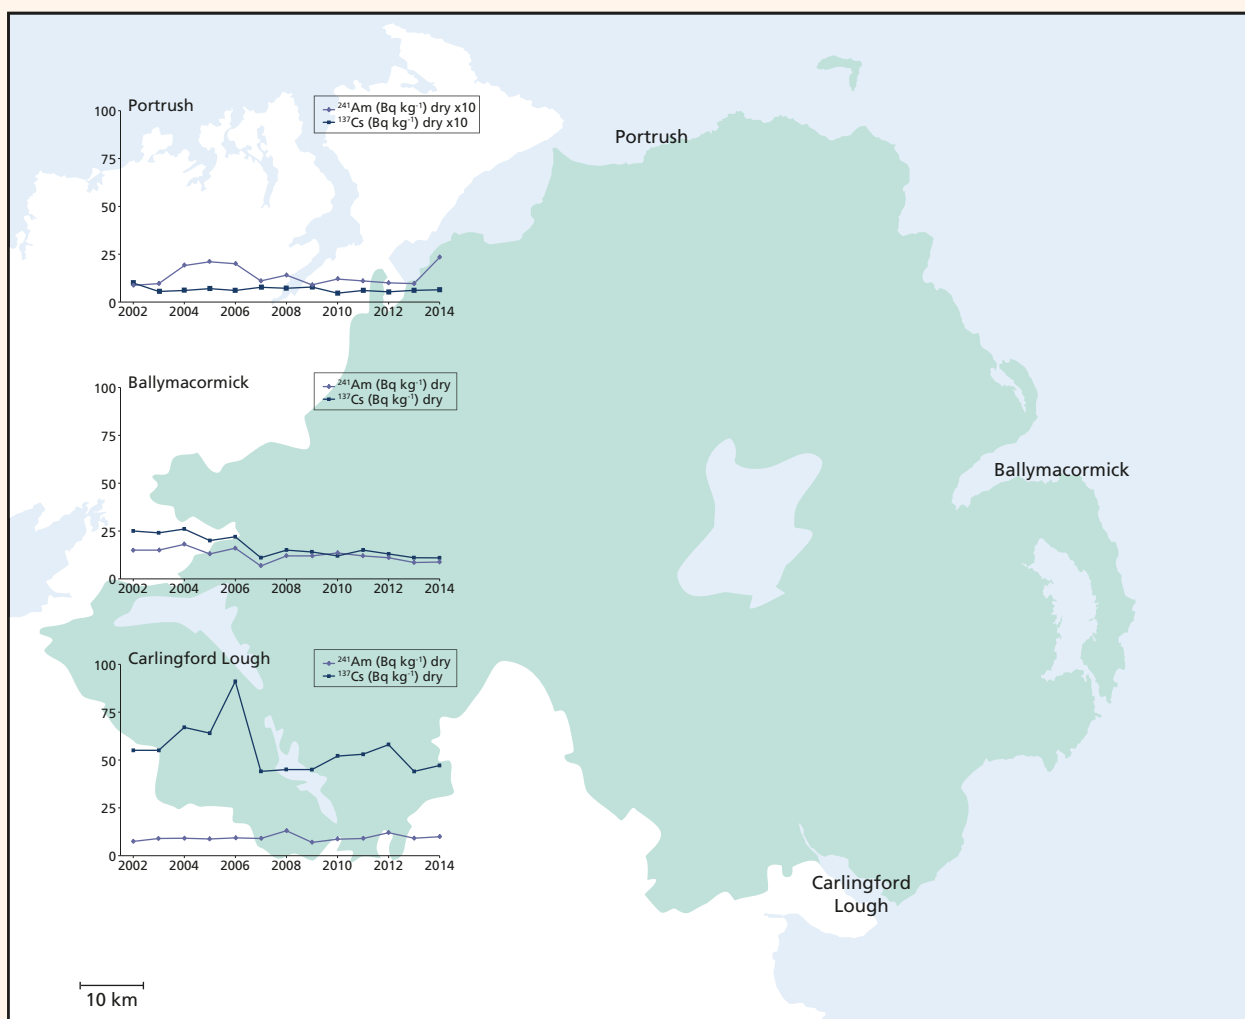 Portrush
²⁴¹Am (Bq kg⁻¹) dry x10
¹³⁷Cs (Bq kg⁻¹) dry x10
100
75
50
25
0
2002 2004 2006 2008 2010 2012 2014
Portrush
Ballymacormick
²⁴¹Am (Bq kg⁻¹) dry
¹³⁷Cs (Bq kg⁻¹) dry
100
75
50
25
0
2002 2004 2006 2008 2010 2012 2014
Ballymacormick
Carlingford Lough
²⁴¹Am (Bq kg⁻¹) dry
¹³⁷Cs (Bq kg⁻¹) dry
100
75
50
25
0
2002 2004 2006 2008 2010 2012 2014
Carlingford
Lough
10 km